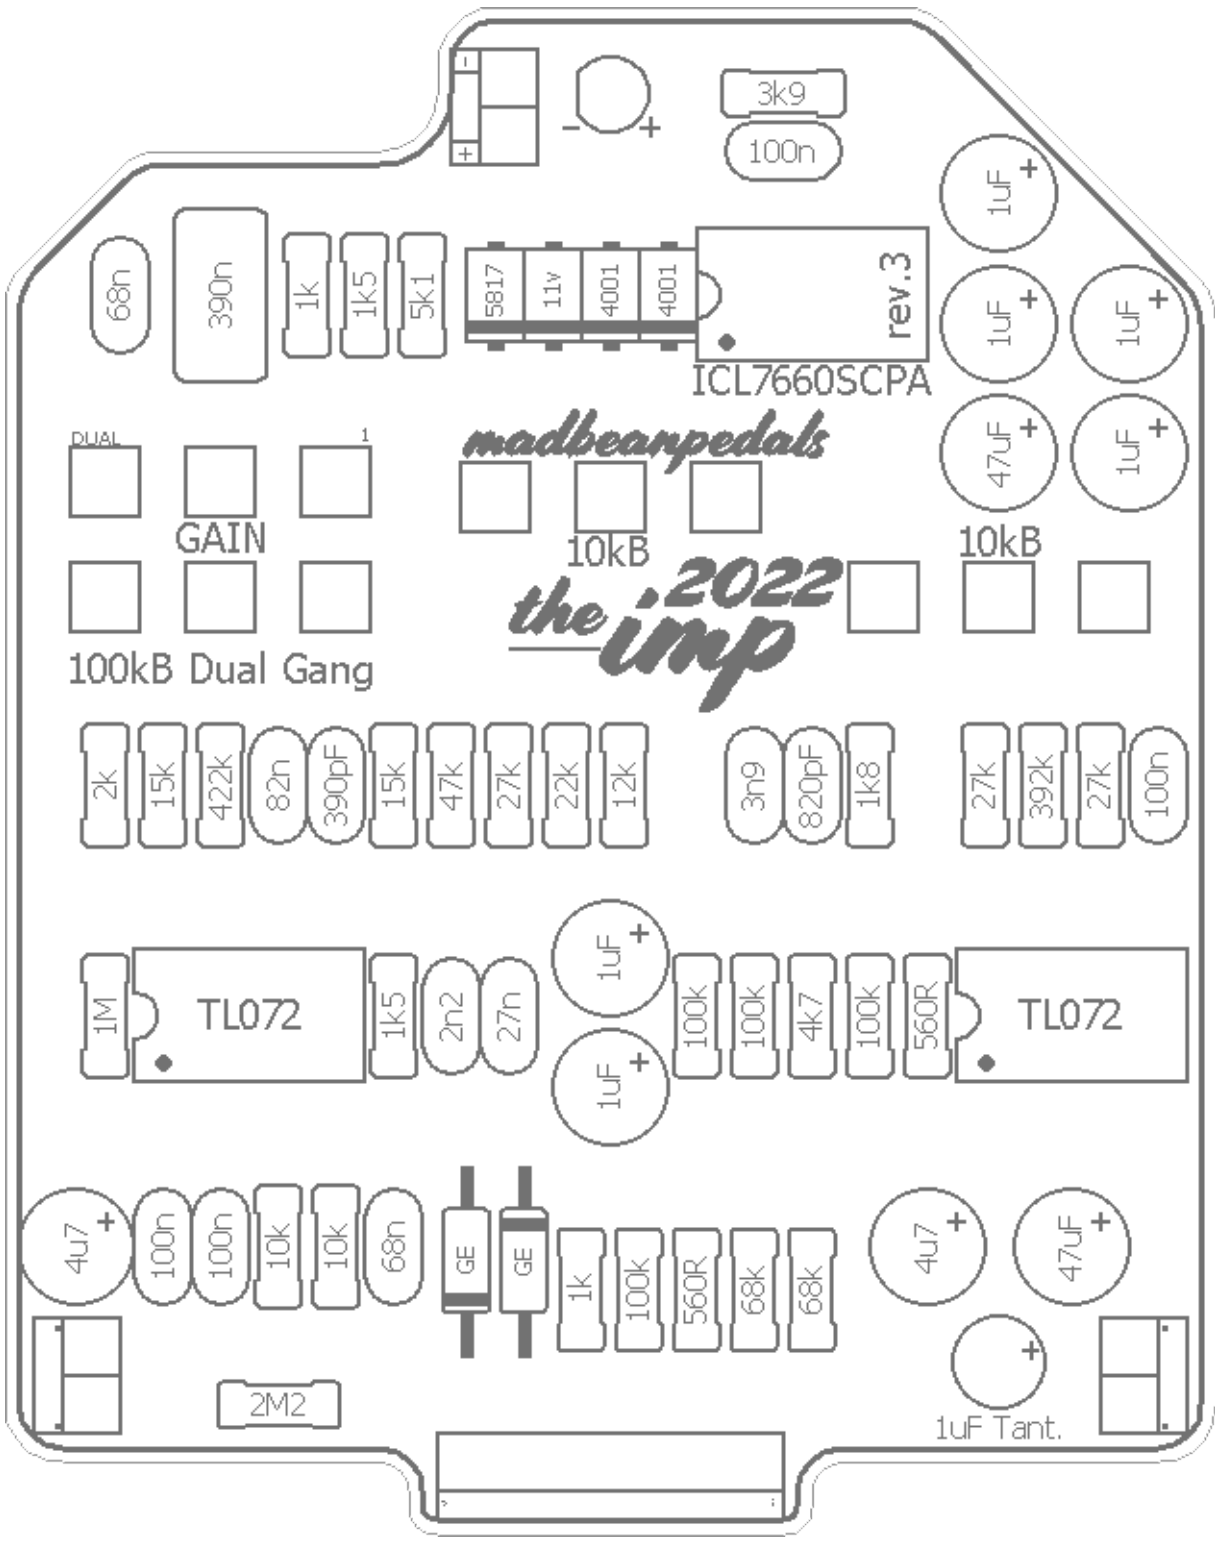 -
+
- +
3k9
100n
1uF +
68n
390n
1k
1k5
5k1
5817
11v
4001
4001
rev.3
ICL7660SCPA
1uF +
1uF +
DUAL
1
madbeanpedals
47uF +
1uF +
GAIN
10kB
10kB
the imp 2022
100kB Dual Gang
2k
15k
422k
82n
390pF
15k
47k
27k
22k
12k
3n9
820pF
1k8
27k
392k
27k
100n
1M
TL072
1k5
2n2
27n
1uF +
1uF +
100k
100k
4k7
100k
560R
TL072
4u7 +
100n
100n
10k
10k
68n
GE
GE
1k
100k
560R
68k
68k
4u7 +
47uF +
2M2
+
1uF Tant.